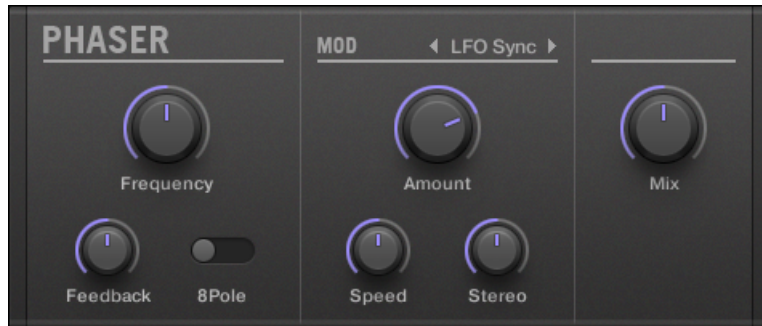 PHASER
Frequency
Feedback
8Pole
MOD
LFO Sync
Amount
Speed
Stereo
Mix